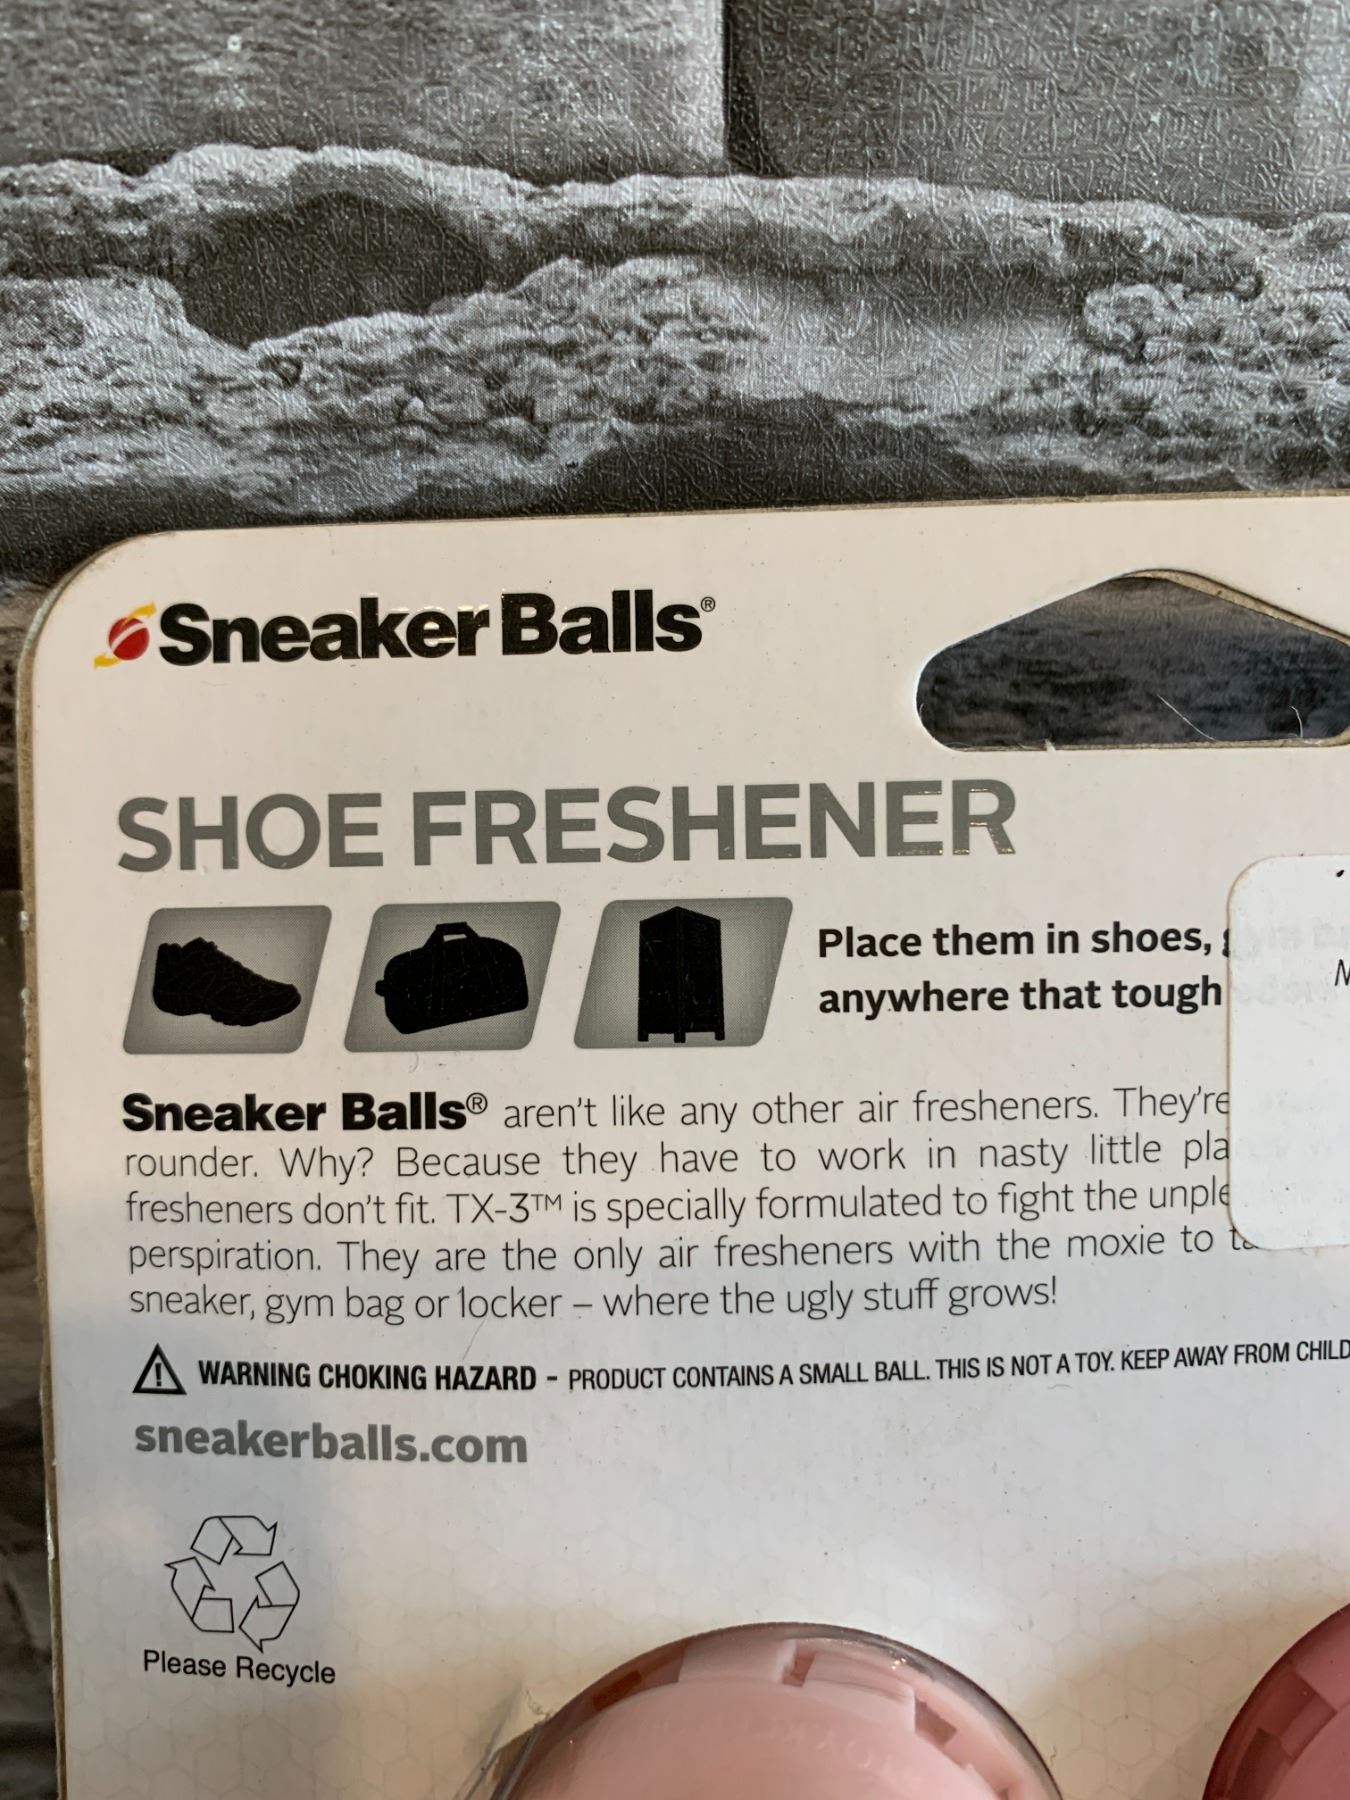 Sneaker Balls®
SHOE FRESHENER
Place them in shoes,
anywhere that tough
Sneaker Balls® aren't like any other air fresheners. They're
rounder. Why? Because they have to work in nasty little
fresheners don't fit. TX-3™ is specially formulated to fight the
perspiration. They are the only air fresheners with the moxie to
sneaker, gym bag or locker – where the ugly stuff grows!
WARNING CHOKING HAZARD - PRODUCT CONTAINS A SMALL BALL. THIS IS NOT A TOY. KEEP AWAY FROM
sneakerballs.com
Please Recycle